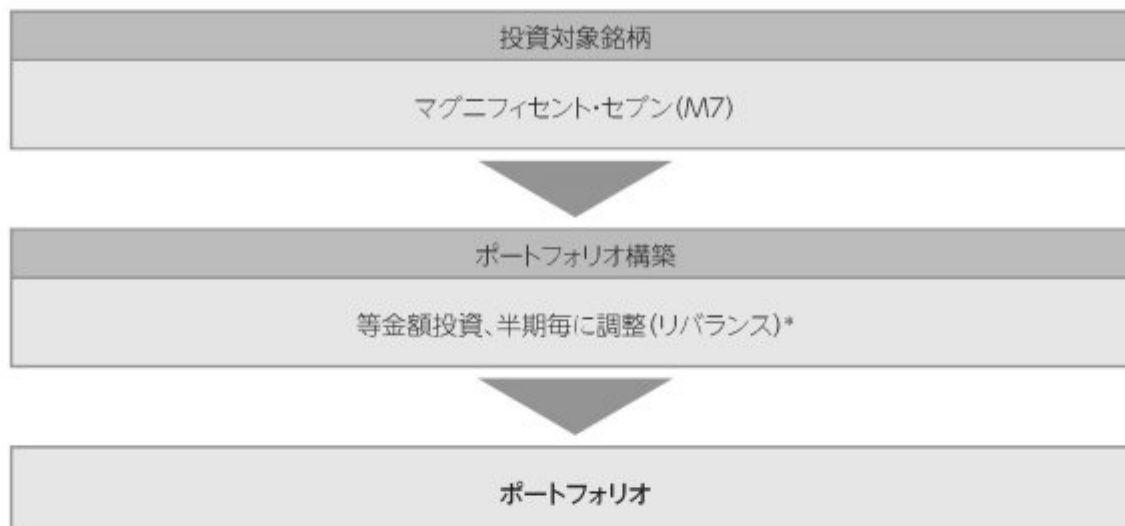 投資対象銘柄
マグニフィセント・セブン(M7)
ポートフォリオ構築
等金額投資、半期毎に調整(リバランス)*
ポートフォリオ